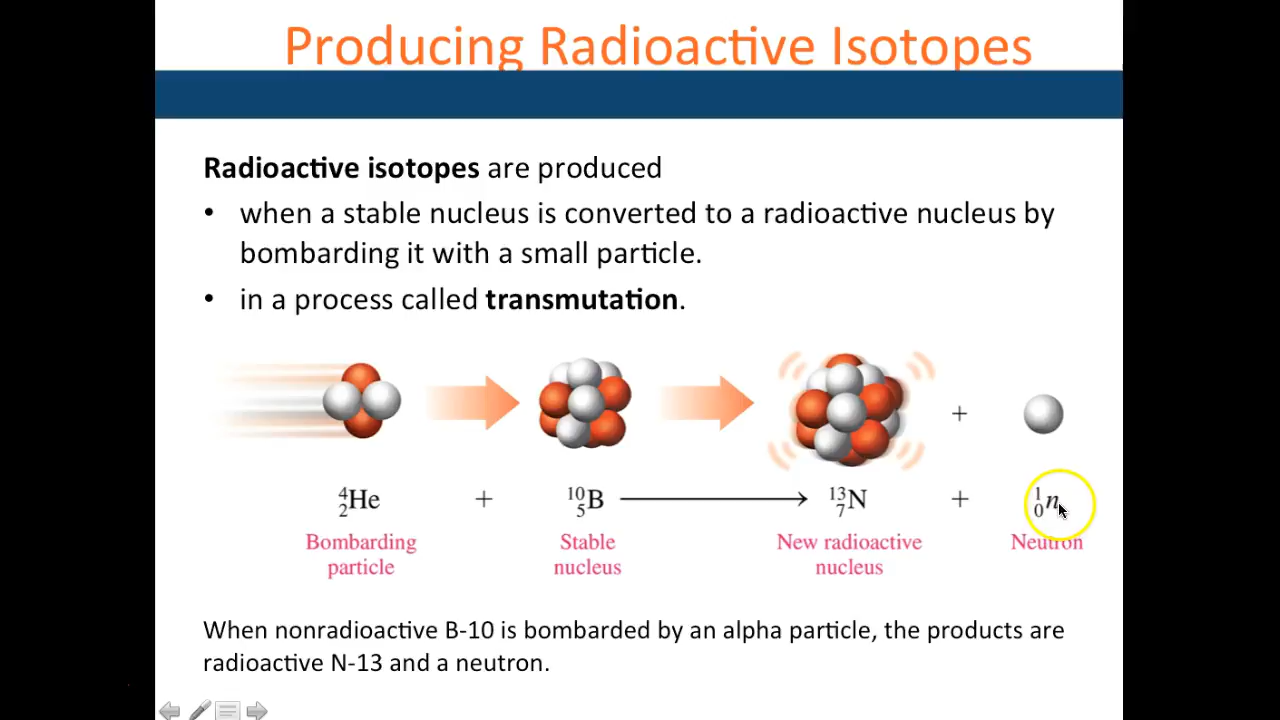 Producing Radioactive Isotopes
Radioactive isotopes are produced
• when a stable nucleus is converted to a radioactive nucleus by
bombarding it with a small particle.
• in a process called transmutation.
+
⁴₂He + ¹⁰₅B ⟶ ¹³₇N + ¹₀n
Bombarding particle Stable nucleus New radioactive nucleus Neutron
When nonradioactive B-10 is bombarded by an alpha particle, the products are
radioactive N-13 and a neutron.